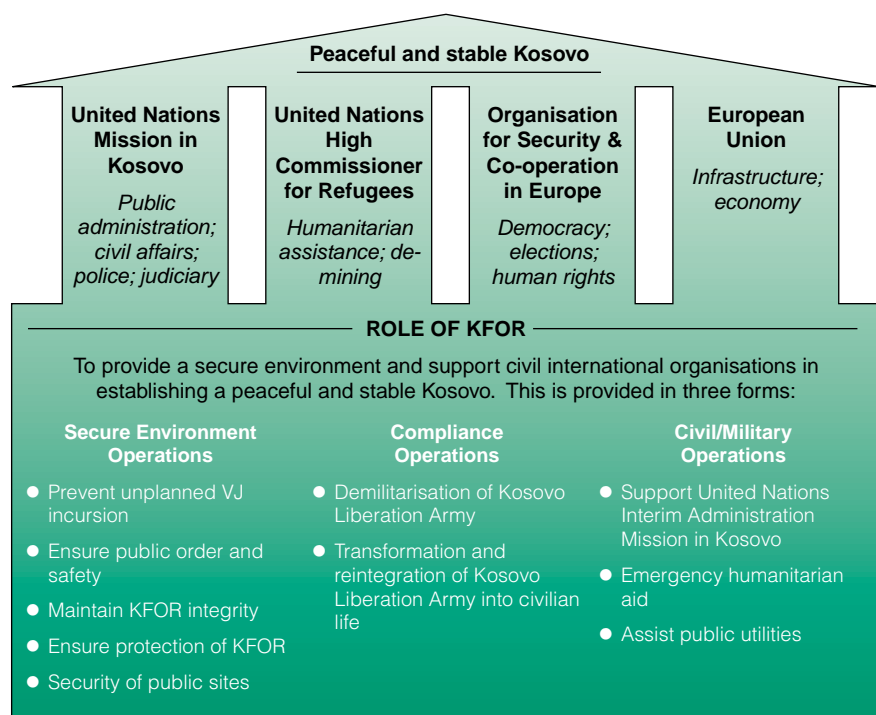 Peaceful and stable Kosovo
United Nations
Mission in
Kosovo
Public
administration;
civil affairs;
police; judiciary
United Nations
High
Commissioner
for Refugees
Humanitarian
assistance; de-
mining
Organisation
for Security &
Co-operation
in Europe
Democracy;
elections;
human rights
European
Union
Infrastructure;
economy
ROLE OF KFOR
To provide a secure environment and support civil international organisations in
establishing a peaceful and stable Kosovo. This is provided in three forms:
Secure Environment
Operations
● Prevent unplanned VJ
incursion
● Ensure public order and
safety
● Maintain KFOR integrity
● Ensure protection of KFOR
● Security of public sites
Compliance
Operations
● Demilitarisation of Kosovo
Liberation Army
● Transformation and
reintegration of Kosovo
Liberation Army into civilian
life
Civil/Military
Operations
● Support United Nations
Interim Administration
Mission in Kosovo
● Emergency humanitarian
aid
● Assist public utilities